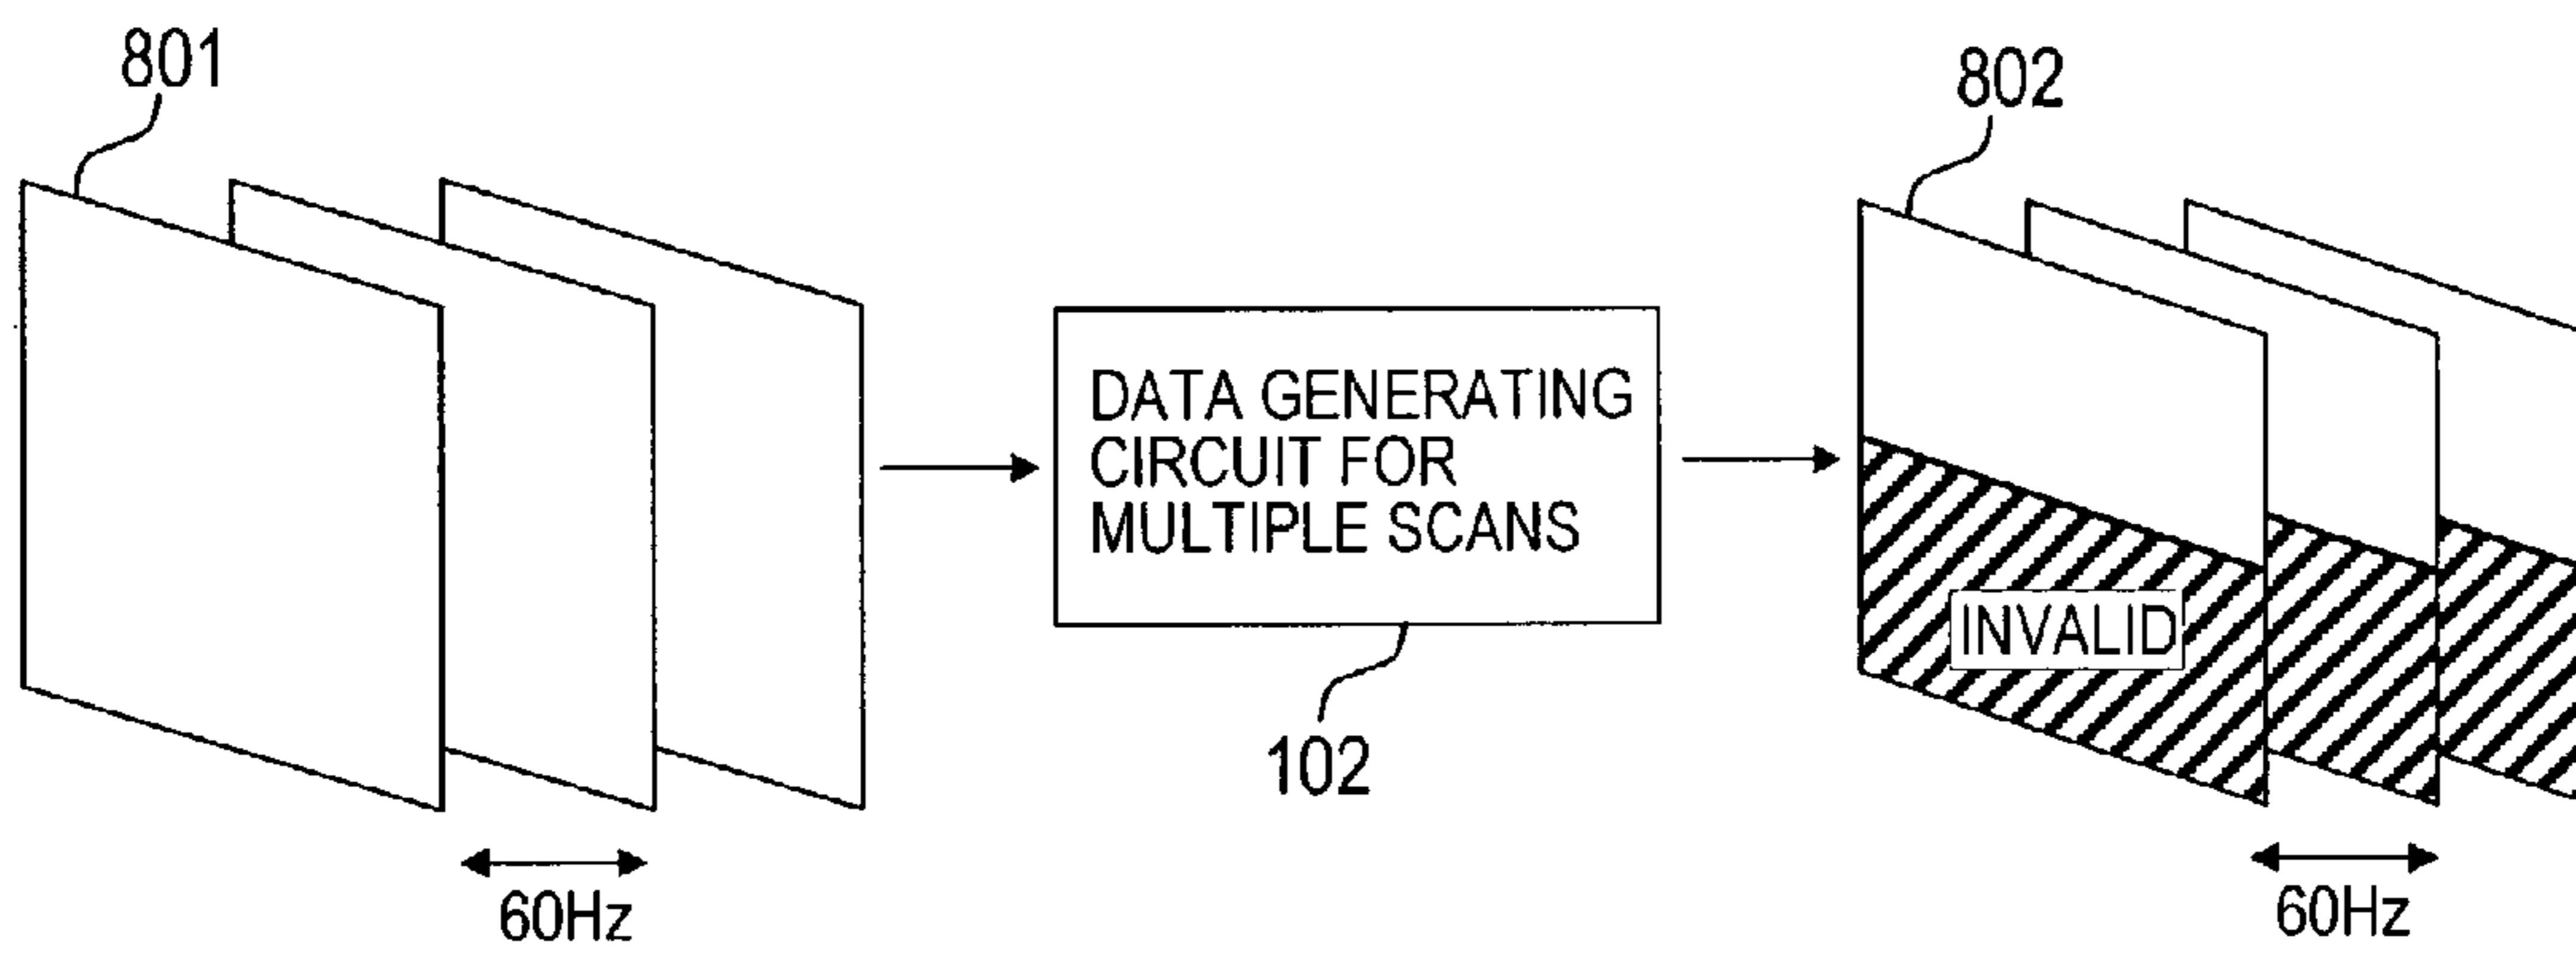 801
802
DATA GENERATING
CIRCUIT FOR
MULTIPLE SCANS
INVALID
102
60Hz
60Hz